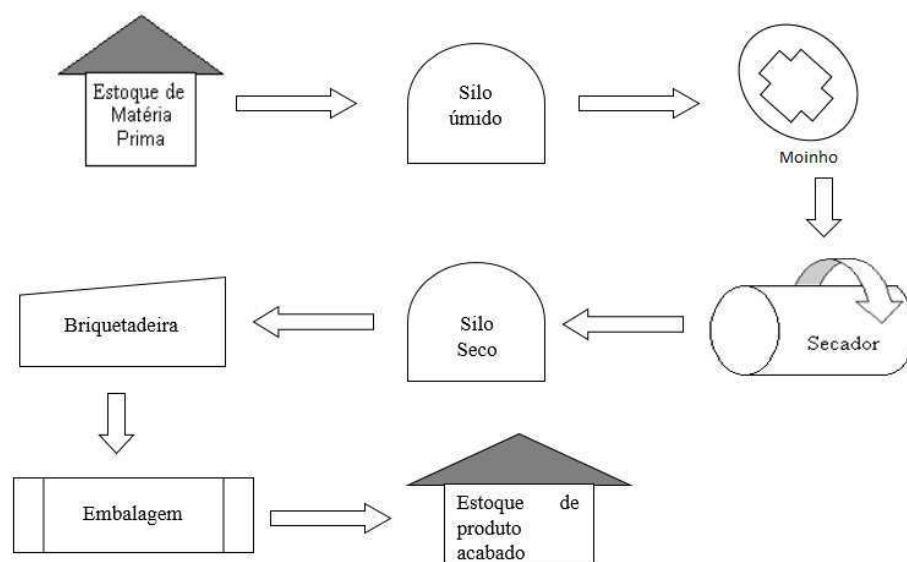 Estoque de
Matéria
Prima
Silo
úmido
Moinho
Briquetadeira
Silo
Seco
Secador
Embalagem
Estoque de
produto
acabado